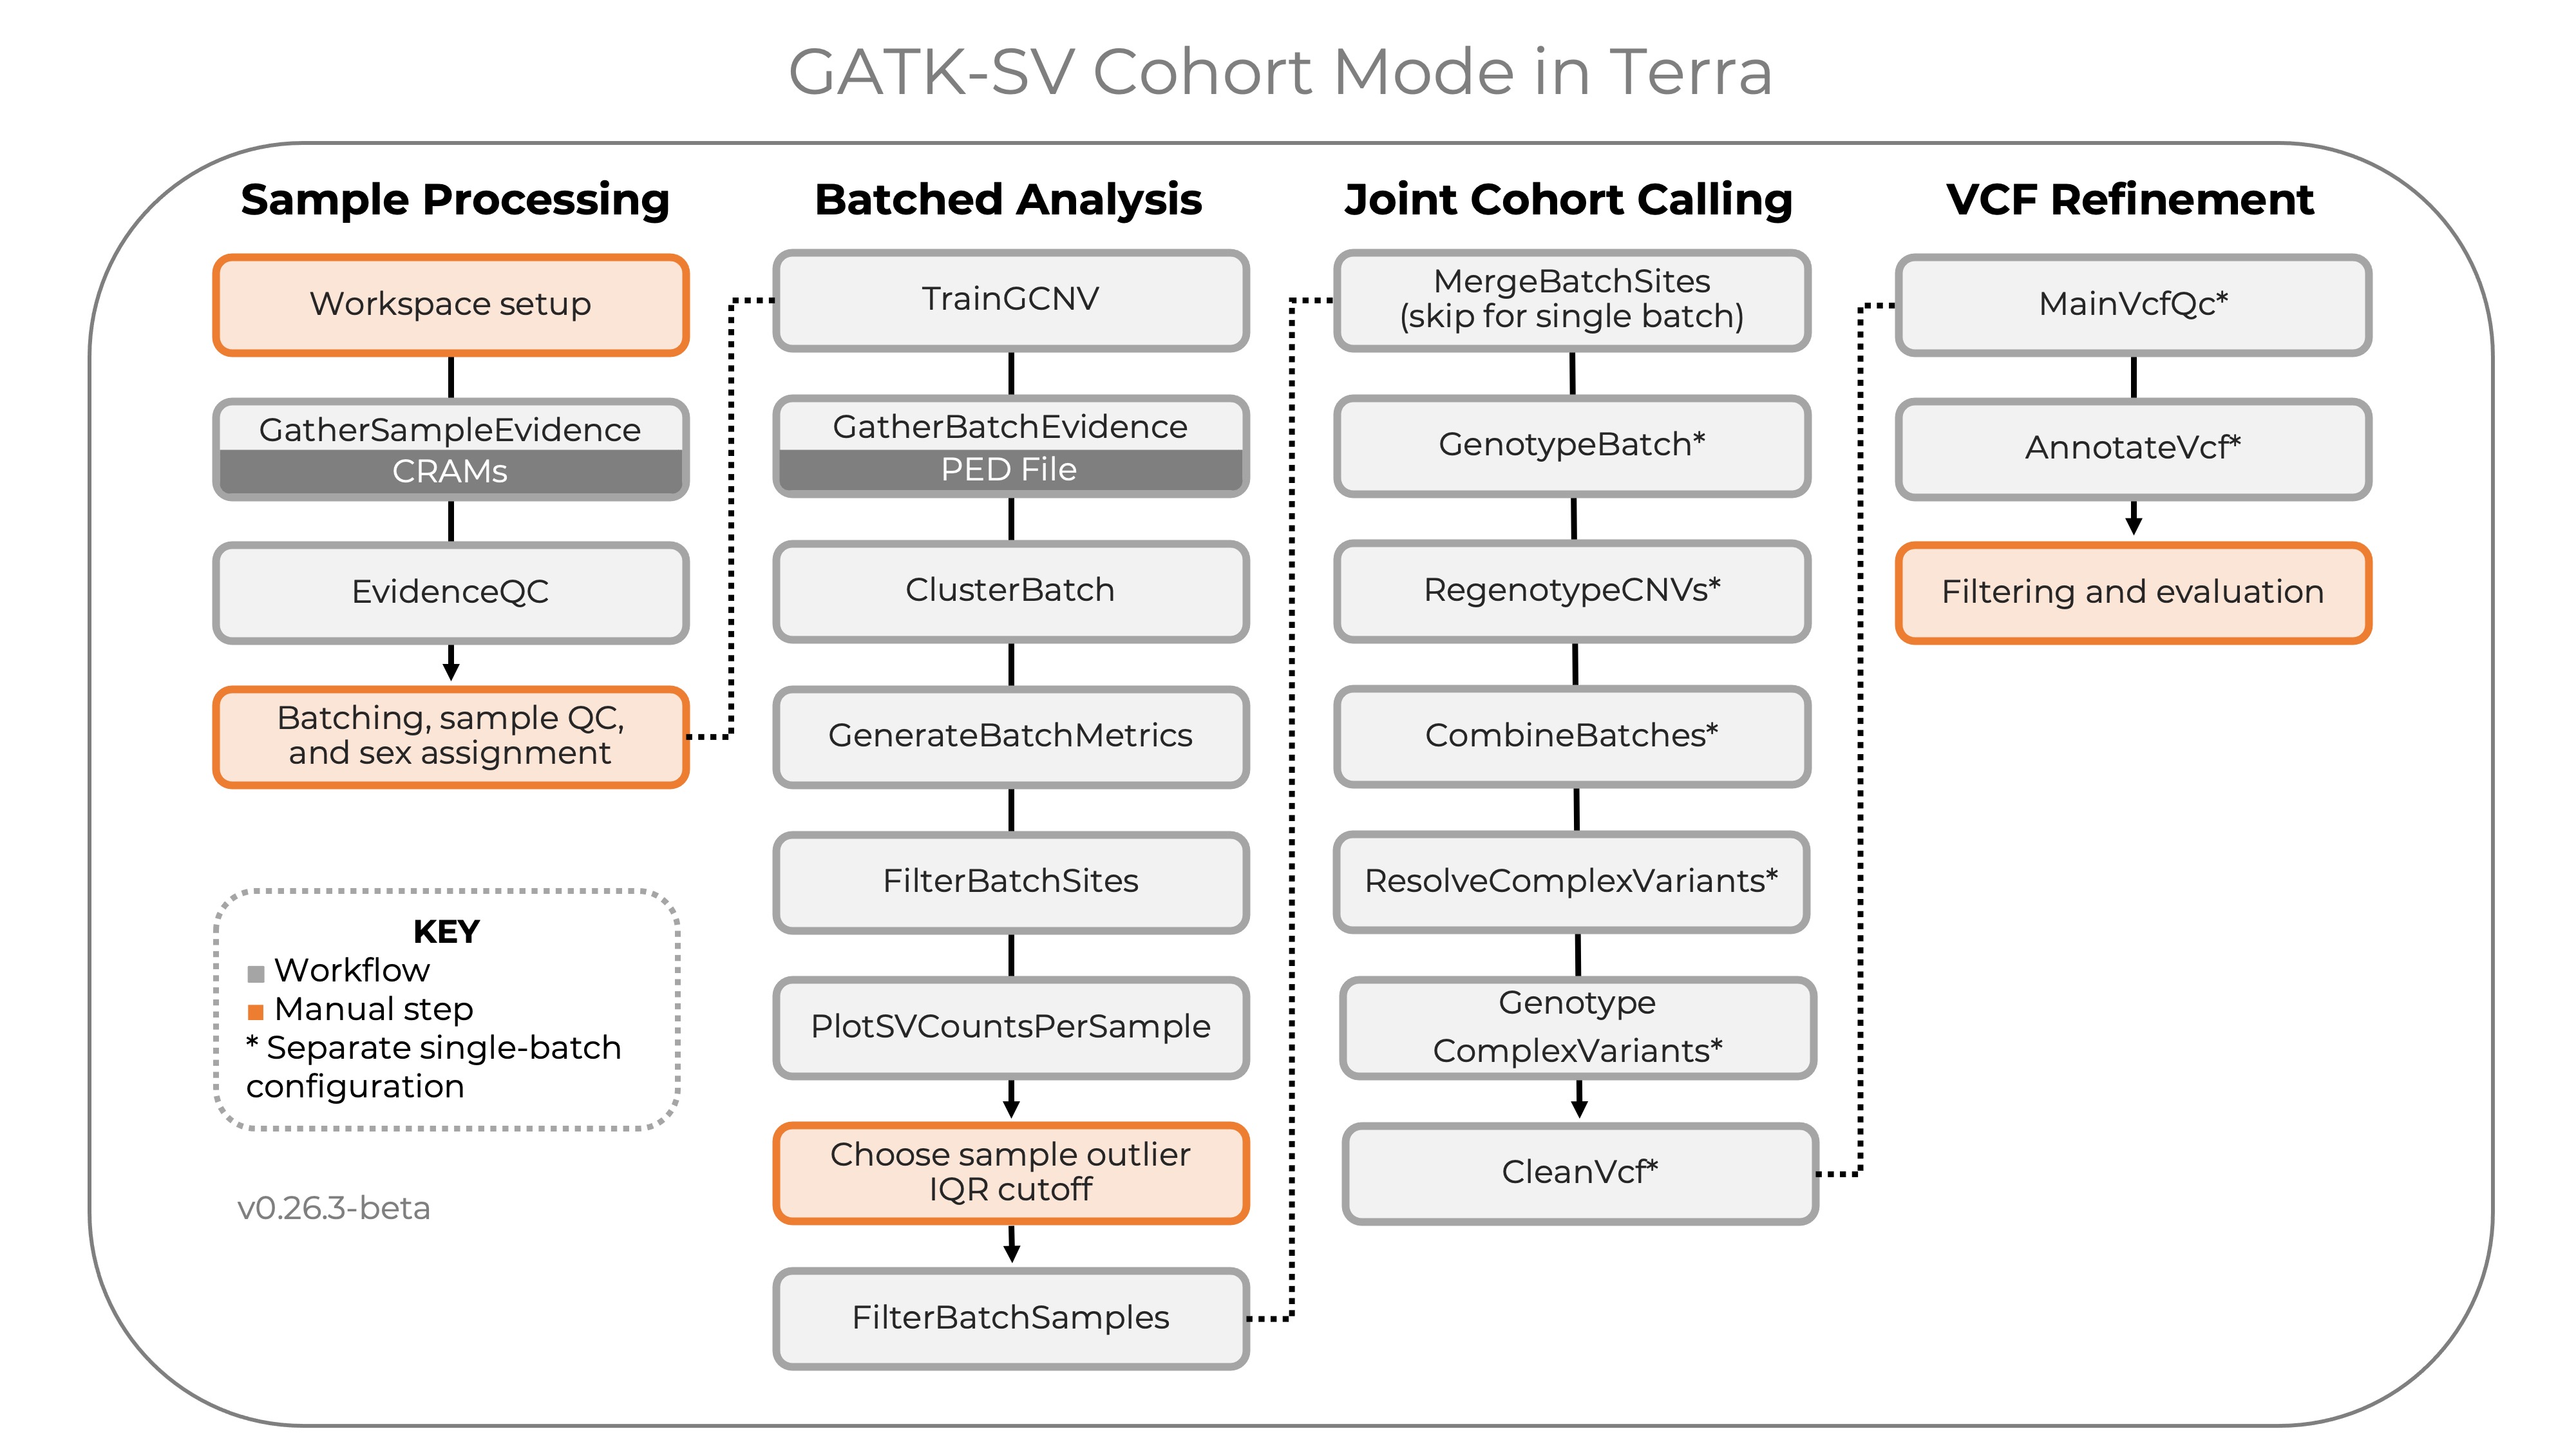 GATK-SV Cohort Mode in Terra
Sample Processing
Workspace setup
GatherSampleEvidence
CRAMs
EvidenceQC
Batching, sample QC,
and sex assignment
KEY
Workflow
Manual step
* Separate single-batch
configuration
v0.26.3-beta
Batched Analysis
TrainGCNV
GatherBatchEvidence
PED File
ClusterBatch
GenerateBatchMetrics
FilterBatchSites
PlotSVCountsPerSample
Choose sample outlier
IQR cutoff
FilterBatchSamples
Joint Cohort Calling
MergeBatchSites
(skip for single batch)
GenotypeBatch*
RegenotypeCNVs*
CombineBatches*
ResolveComplexVariants*
Genotype
ComplexVariants*
CleanVcf*
VCF Refinement
MainVcfQc*
AnnotateVcf*
Filtering and evaluation